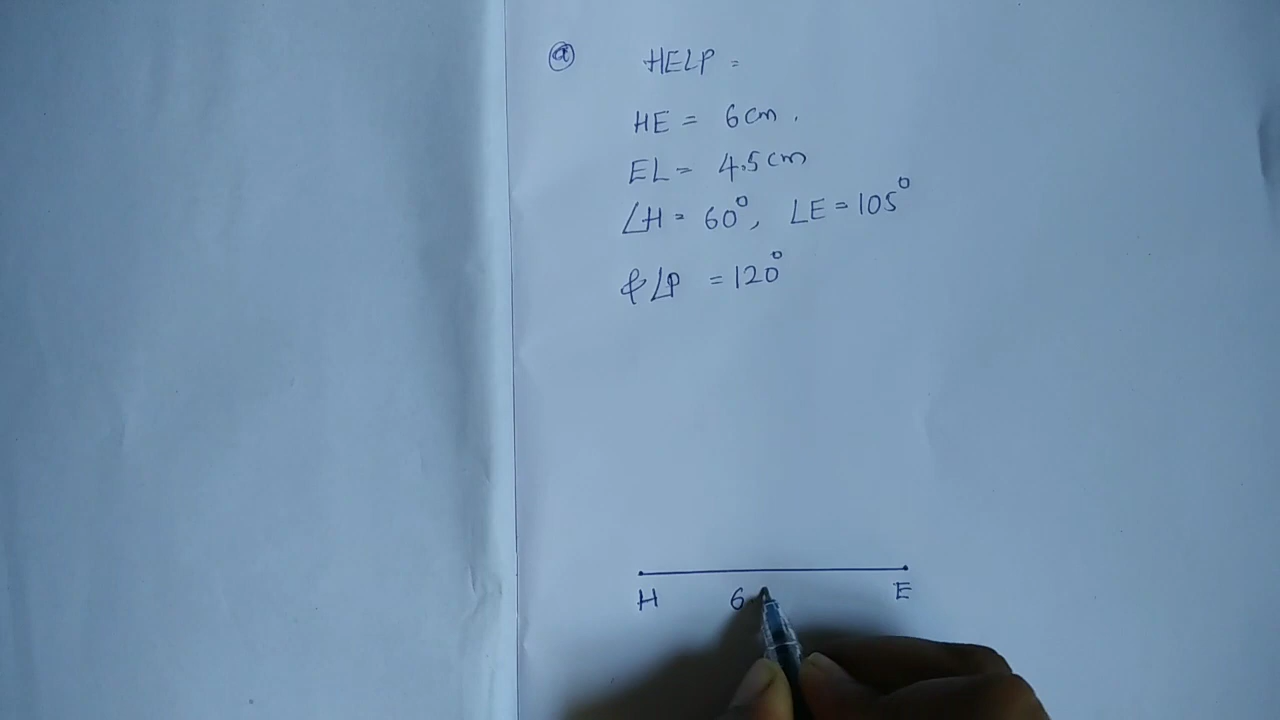 (a) HELP =
HE = 6cm.
EL = 4.5cm
∠H = 60°, ∠E = 105°
& ∠P = 120°
H 6 E